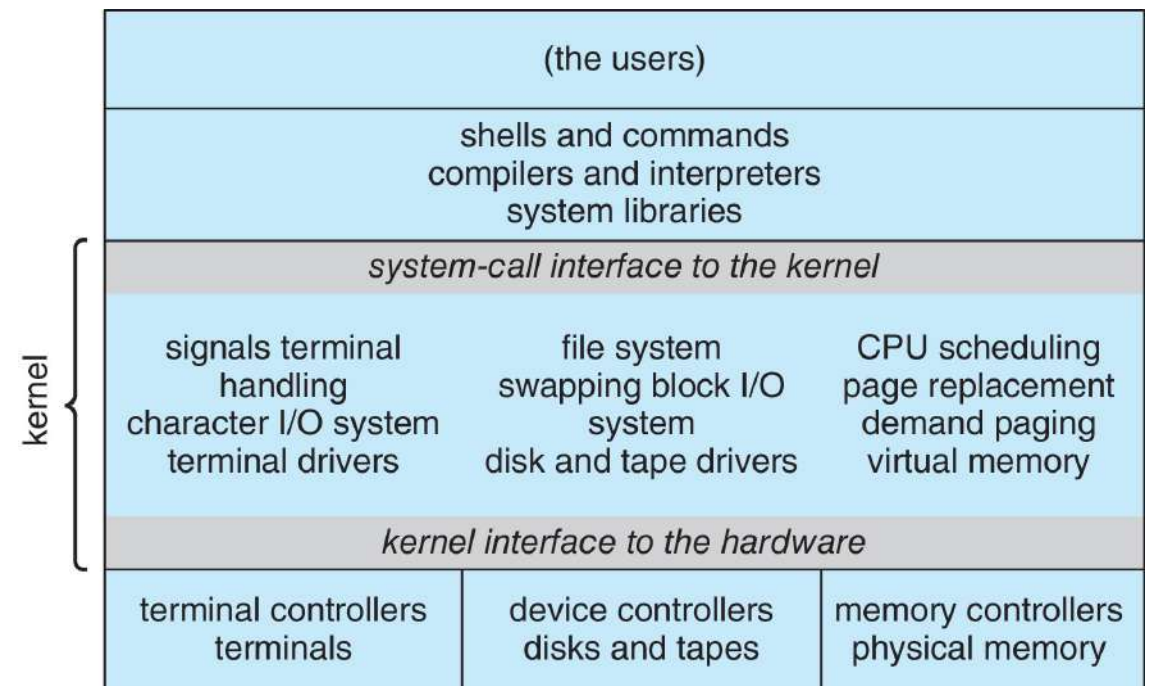 (the users)
shells and commands
compilers and interpreters
system libraries
kernel
system-call interface to the kernel
signals terminal
handling
character I/O system
terminal drivers
file system
swapping block I/O
system
disk and tape drivers
CPU scheduling
page replacement
demand paging
virtual memory
kernel interface to the hardware
terminal controllers
terminals
device controllers
disks and tapes
memory controllers
physical memory